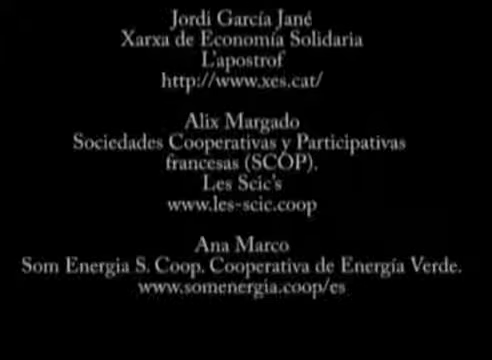 Jordi García Jané
Xarxa de Economía Solidaria
L'apostrof
http://www.xes.cat/
Alix Margado
Sociedades Cooperativas y Participativas
francesas (SCOP).
Les Scic's
www.les-scic.coop
Ana Marco
Som Energia S. Coop. Cooperativa de Energía Verde.
www.somenergia.coop/es